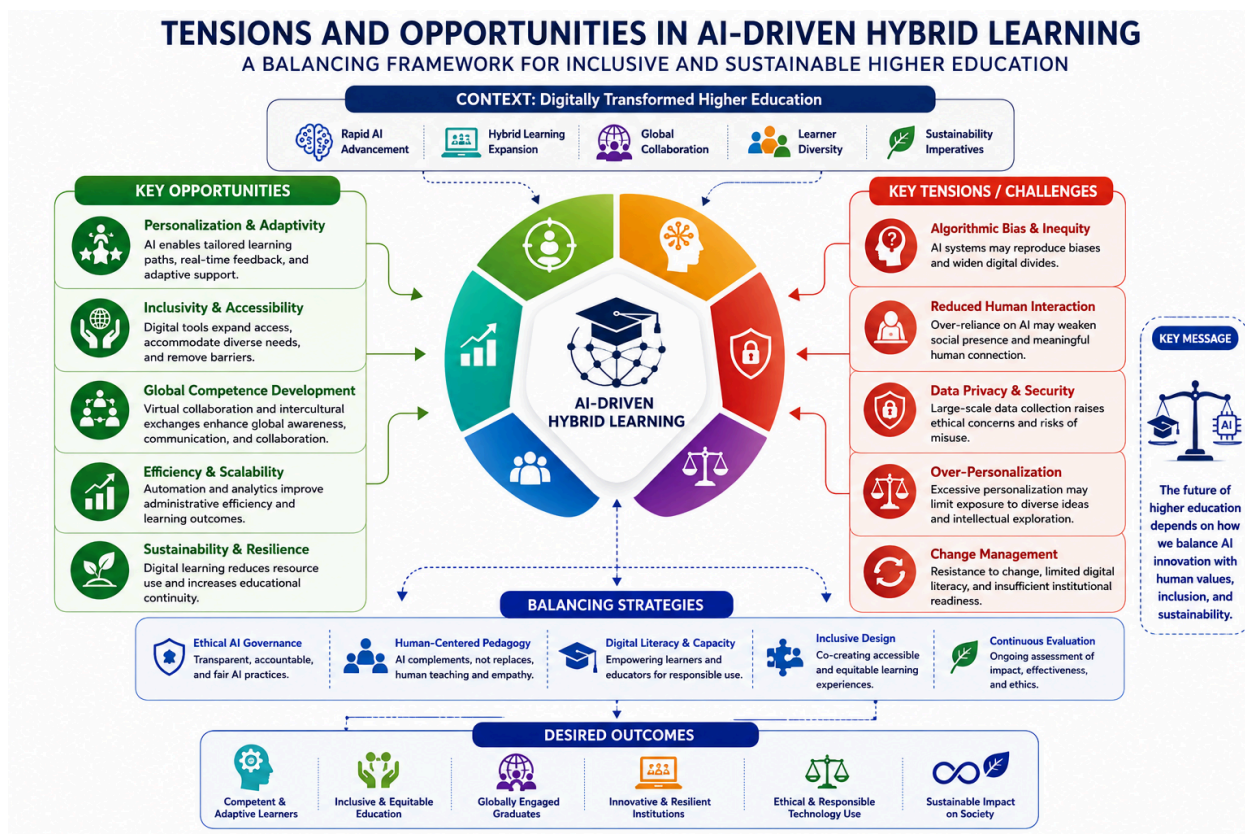 TENSIONS AND OPPORTUNITIES IN AI-DRIVEN HYBRID LEARNING
A BALANCING FRAMEWORK FOR INCLUSIVE AND SUSTAINABLE HIGHER EDUCATION
CONTEXT: Digitally Transformed Higher Education
Rapid AI
Advancement
Hybrid Learning
Expansion
Global
Collaboration
Learner
Diversity
Sustainability
Imperatives
KEY OPPORTUNITIES
Personalization & Adaptivity
AI enables tailored learning
paths, real-time feedback, and
adaptive support.
Inclusivity & Accessibility
Digital tools expand access,
accommodate diverse needs,
and remove barriers.
Global Competence Development
Virtual collaboration and intercultural
exchanges enhance global awareness,
communication, and collaboration.
Efficiency & Scalability
Automation and analytics improve
administrative efficiency and
learning outcomes.
Sustainability & Resilience
Digital learning reduces resource
use and increases educational
continuity.
AI-DRIVEN
HYBRID LEARNING
KEY TENSIONS / CHALLENGES
Algorithmic Bias & Inequity
AI systems may reproduce biases
and widen digital divides.
Reduced Human Interaction
Over-reliance on AI may weaken
social presence and meaningful
human connection.
Data Privacy & Security
Large-scale data collection raises
ethical concerns and risks of
misuse.
Over-Personalization
Excessive personalization may
limit exposure to diverse ideas
and intellectual exploration.
Change Management
Resistance to change, limited digital
literacy, and insufficient institutional
readiness.
KEY MESSAGE
AI
The future of
higher education
depends on how
we balance AI
innovation with
human values,
inclusion, and
sustainability.
BALANCING STRATEGIES
Ethical AI Governance
Transparent, accountable,
and fair AI practices.
Human-Centered Pedagogy
AI complements, not replaces,
human teaching and empathy.
Digital Literacy & Capacity
Empowering learners and
educators for responsible use.
Inclusive Design
Co-creating accessible
and equitable learning
experiences.
Continuous Evaluation
Ongoing assessment of
impact, effectiveness,
and ethics.
DESIRED OUTCOMES
Competent &
Adaptive Learners
Inclusive & Equitable
Education
Globally Engaged
Graduates
Innovative & Resilient
Institutions
Ethical & Responsible
Technology Use
Sustainable Impact
on Society